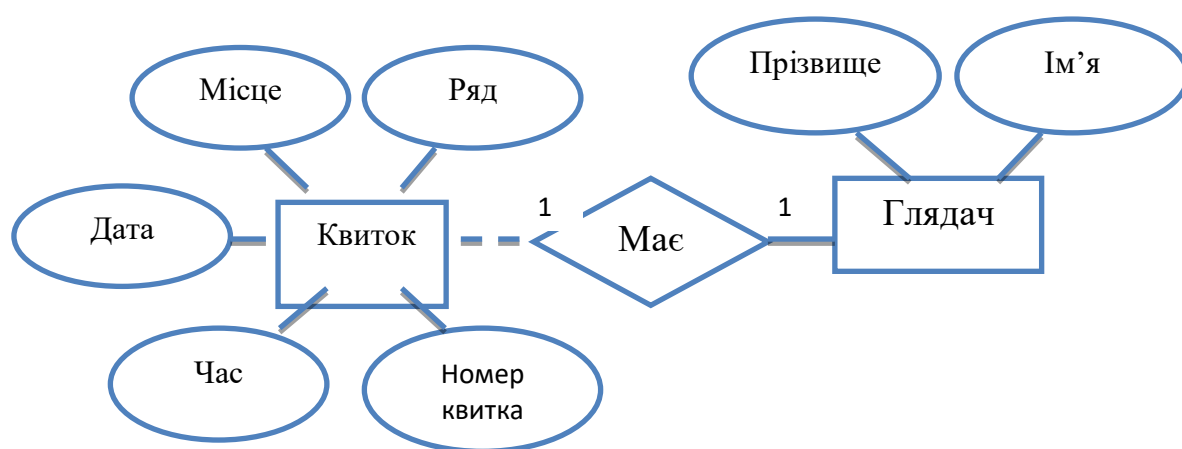 Місце
Ряд
Прізвище
Ім’я
Дата
Квиток
1
Має
1
Глядач
Час
Номер
квитка